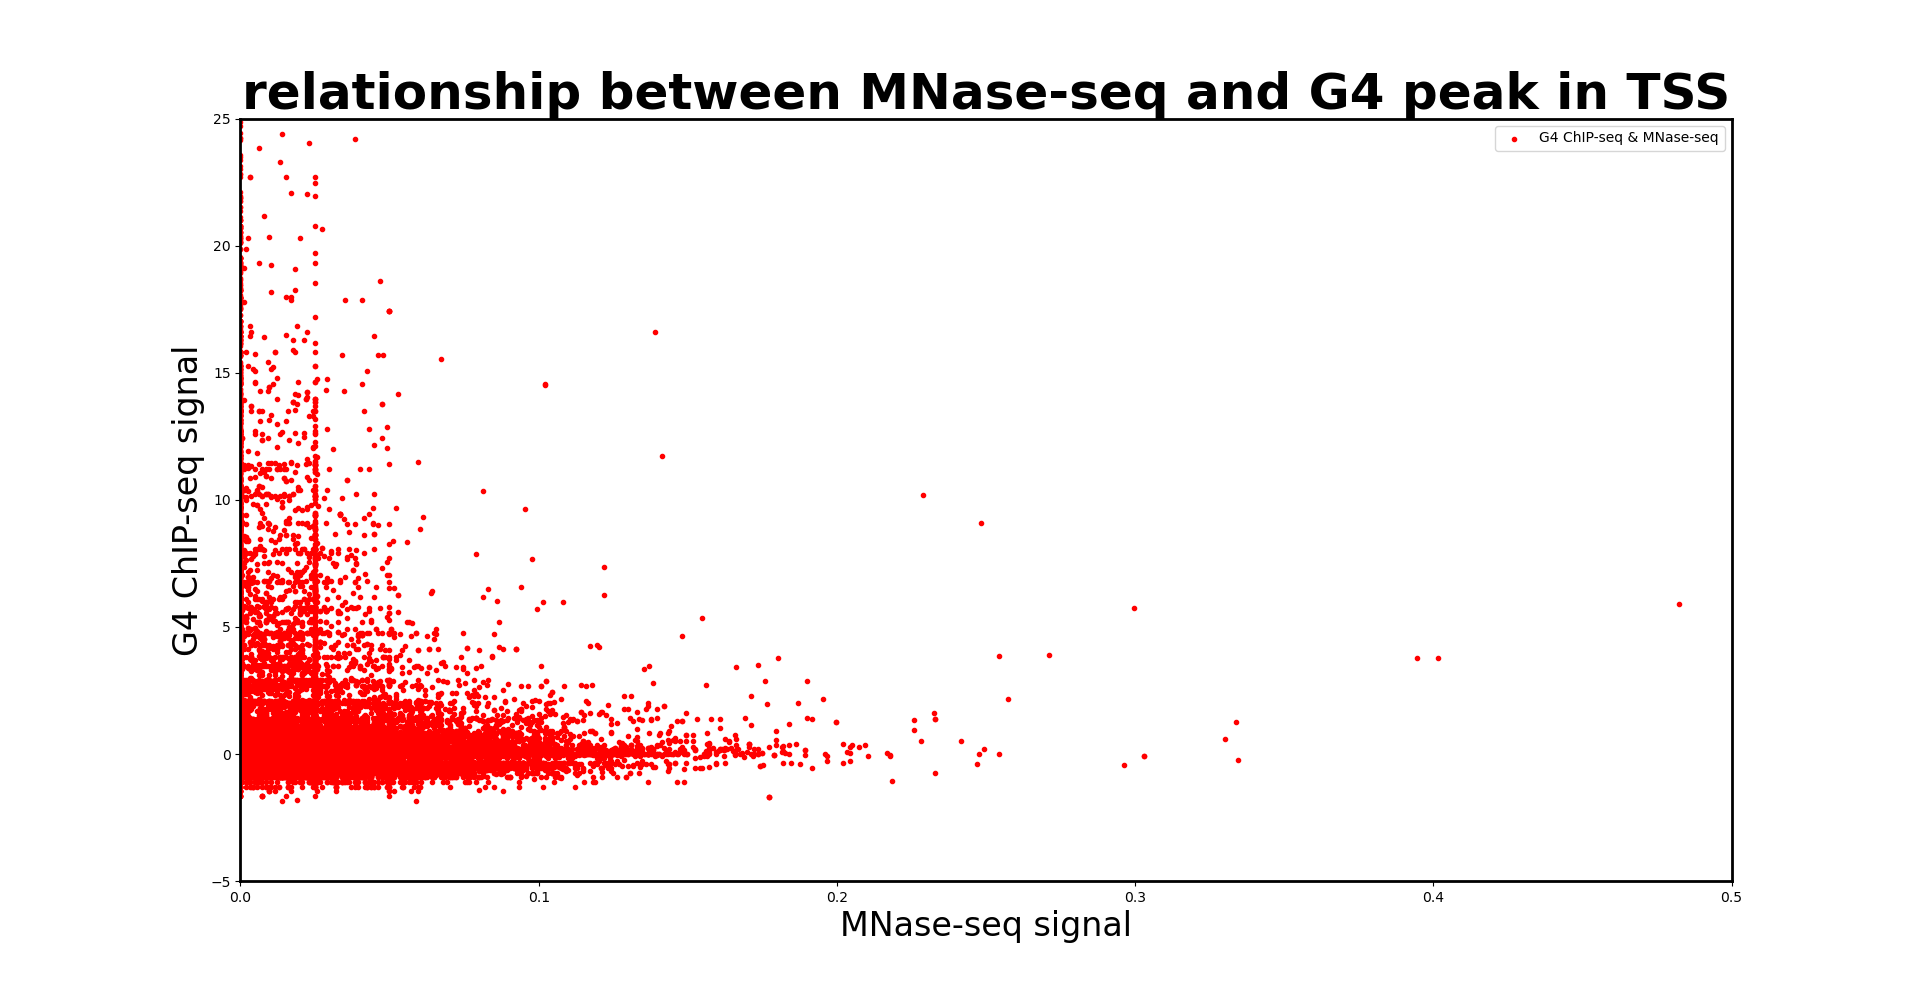 relationship between MNase-seq and G4 peak in TSS
G4 ChIP-seq & MNase-seq
G4 ChIP-seq signal
25
20
15
10
5
0
−5
0.0 0.1 0.2 0.3 0.4 0.5
MNase-seq signal